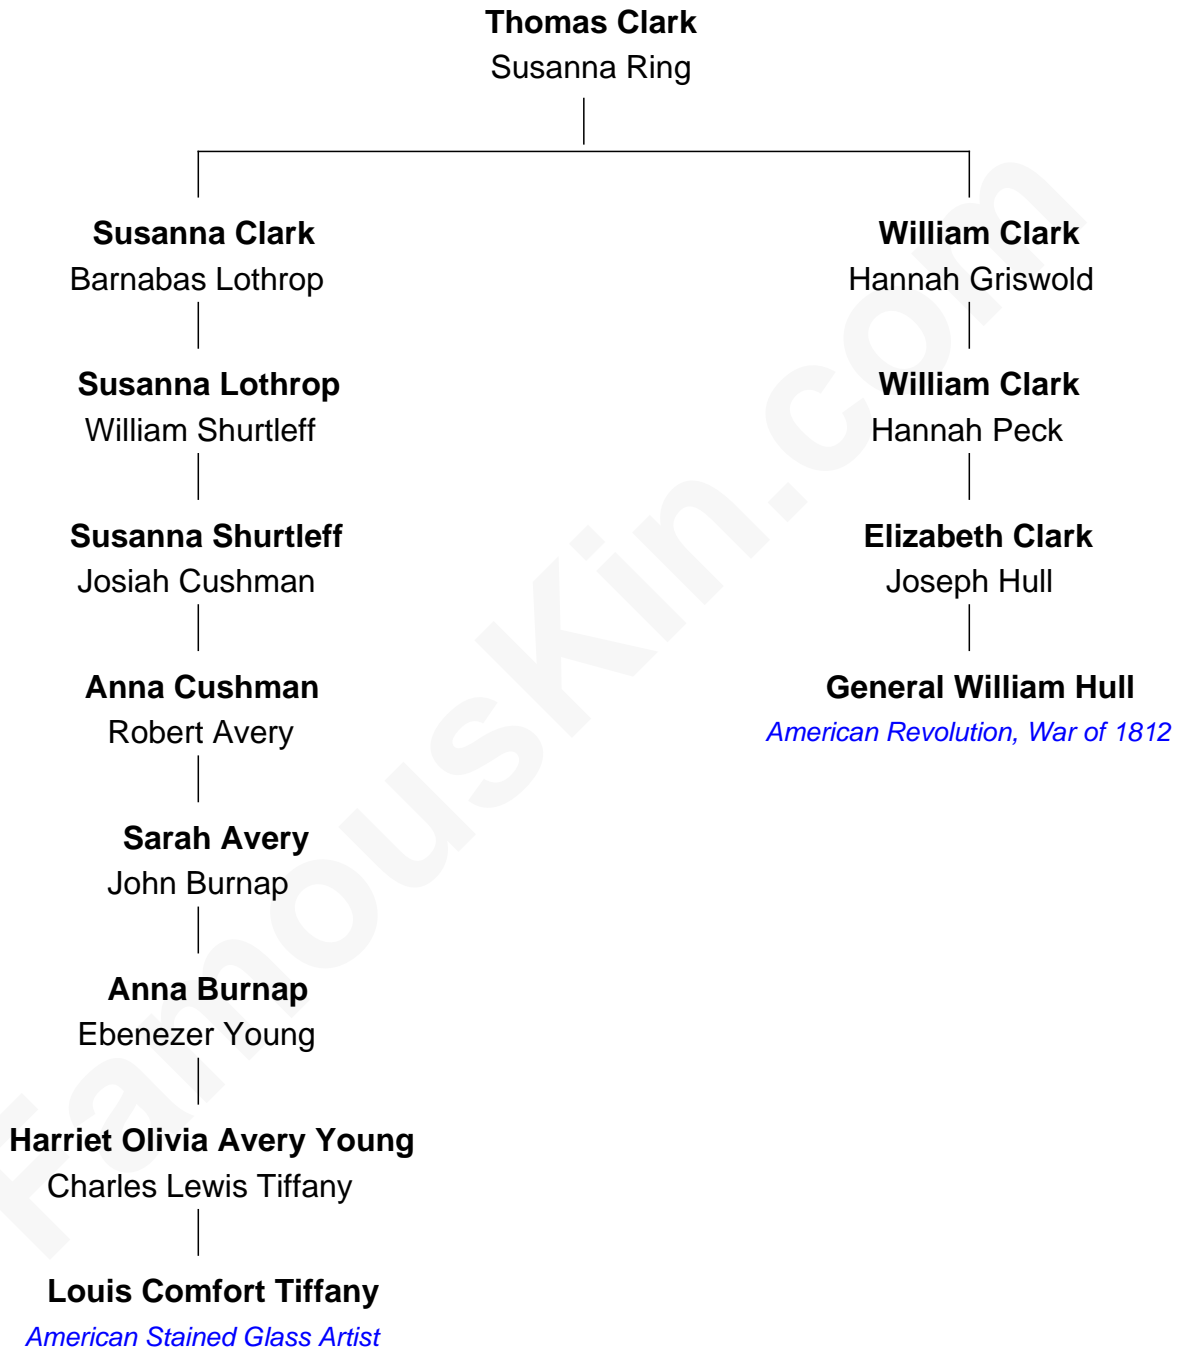 Thomas Clark
Susanna Ring
Susanna Clark
Barnabas Lothrop
William Clark
Hannah Griswold
Susanna Lothrop
William Shurtleff
William Clark
Hannah Peck
Susanna Shurtleff
Josiah Cushman
Elizabeth Clark
Joseph Hull
Anna Cushman
Robert Avery
General William Hull
American Revolution, War of 1812
Sarah Avery
John Burnap
Anna Burnap
Ebenezer Young
Harriet Olivia Avery Young
Charles Lewis Tiffany
Louis Comfort Tiffany
American Stained Glass Artist
FamousKin.com